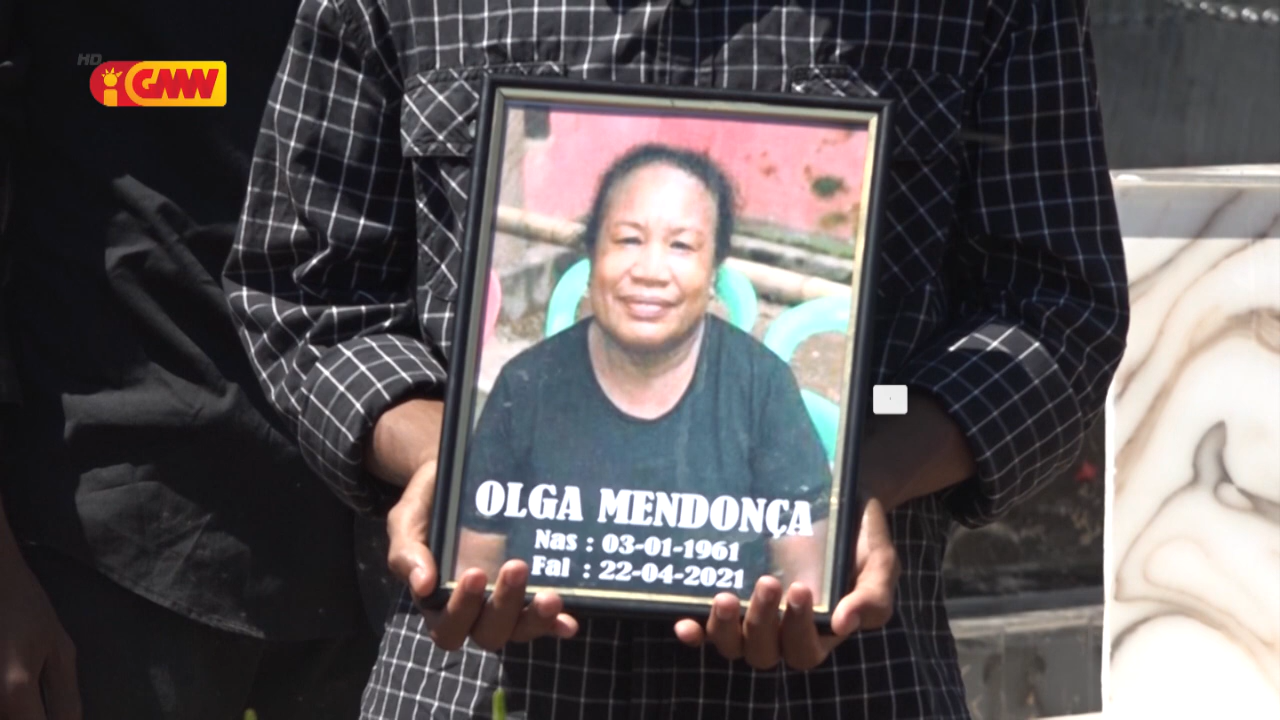 HD
GMN
OLGA MENDONÇA
Nas : 03-01-1961
Fal : 22-04-2021